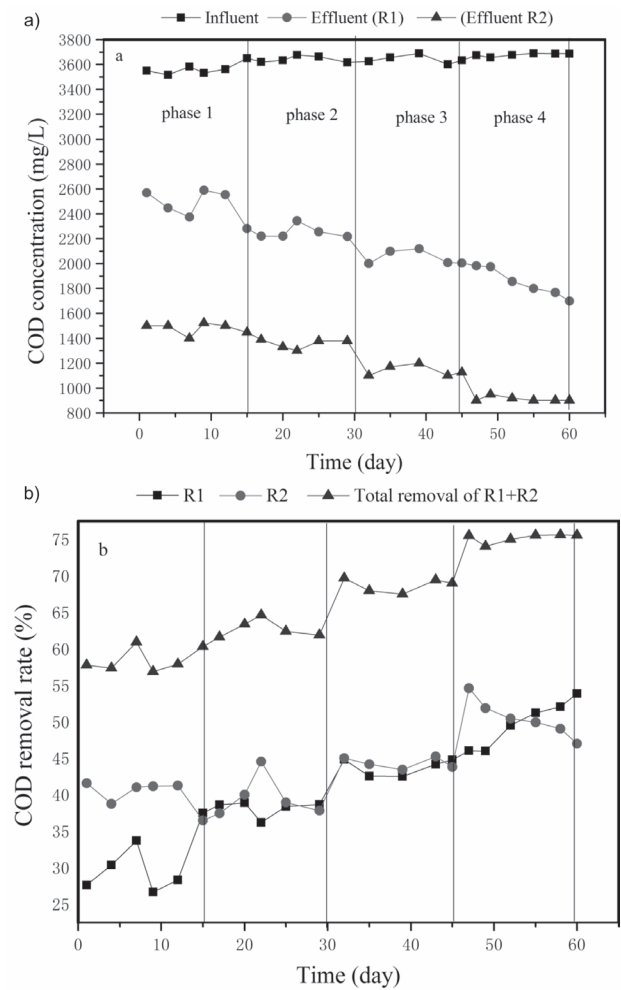 a)
Influent Effluent (R1) (Effluent R2)
a
phase 1 phase 2 phase 3 phase 4
COD concentration (mg/L)
3800
3600
3400
3200
3000
2800
2600
2400
2200
2000
1800
1600
1400
1200
1000
800
0 10 20 30 40 50 60
Time (day)
b)
R1 R2 Total removal of R1+R2
b
COD removal rate (%)
75
70
65
60
55
50
45
40
35
30
25
0 10 20 30 40 50 60
Time (day)